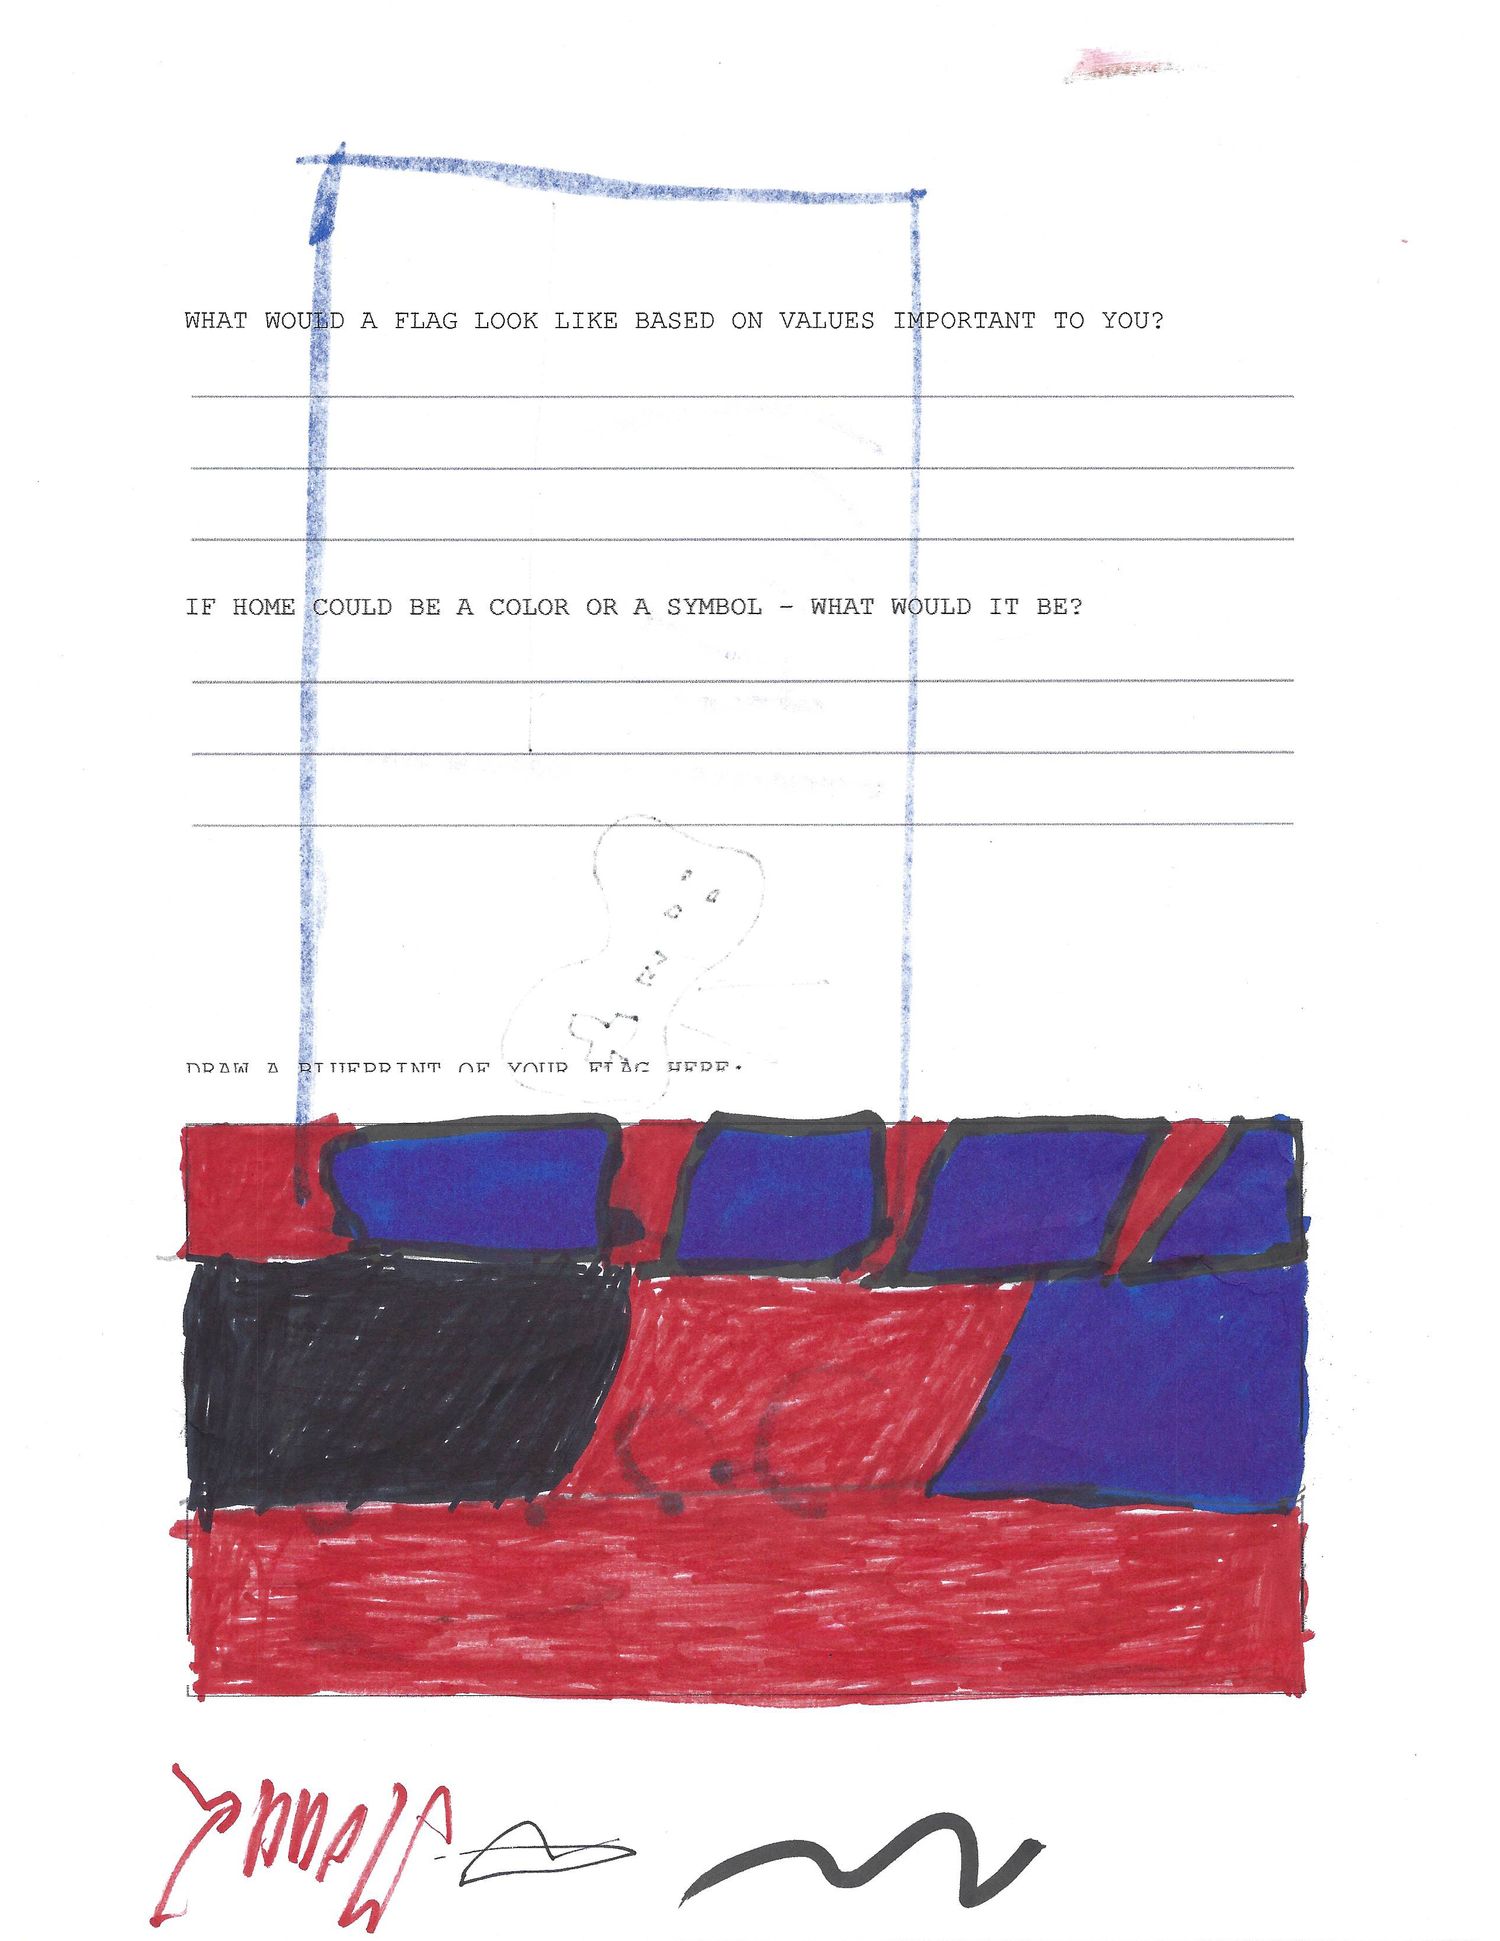 WHAT WOULD A FLAG LOOK LIKE BASED ON VALUES IMPORTANT TO YOU?
IF HOME COULD BE A COLOR OR A SYMBOL – WHAT WOULD IT BE?
DRAW A BLUEPRINT OF YOUR FLAG HERE: